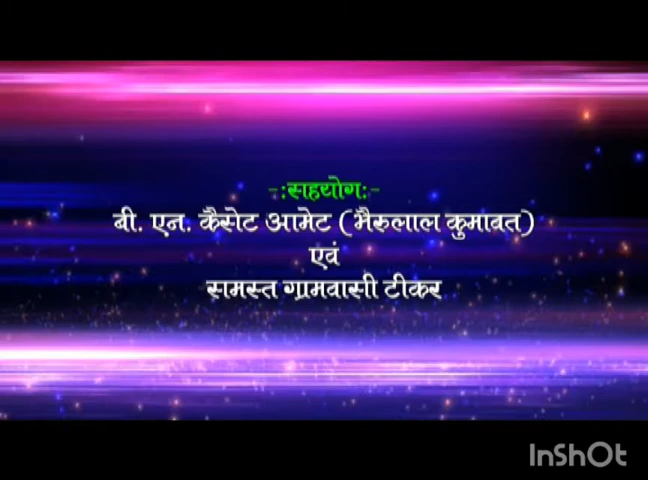 -:सहयोग:-
बी. एन. कैसेट आमेट (भैरुलाल कुमावत)
एवं
समस्त गामवासी टीकर
InShOt